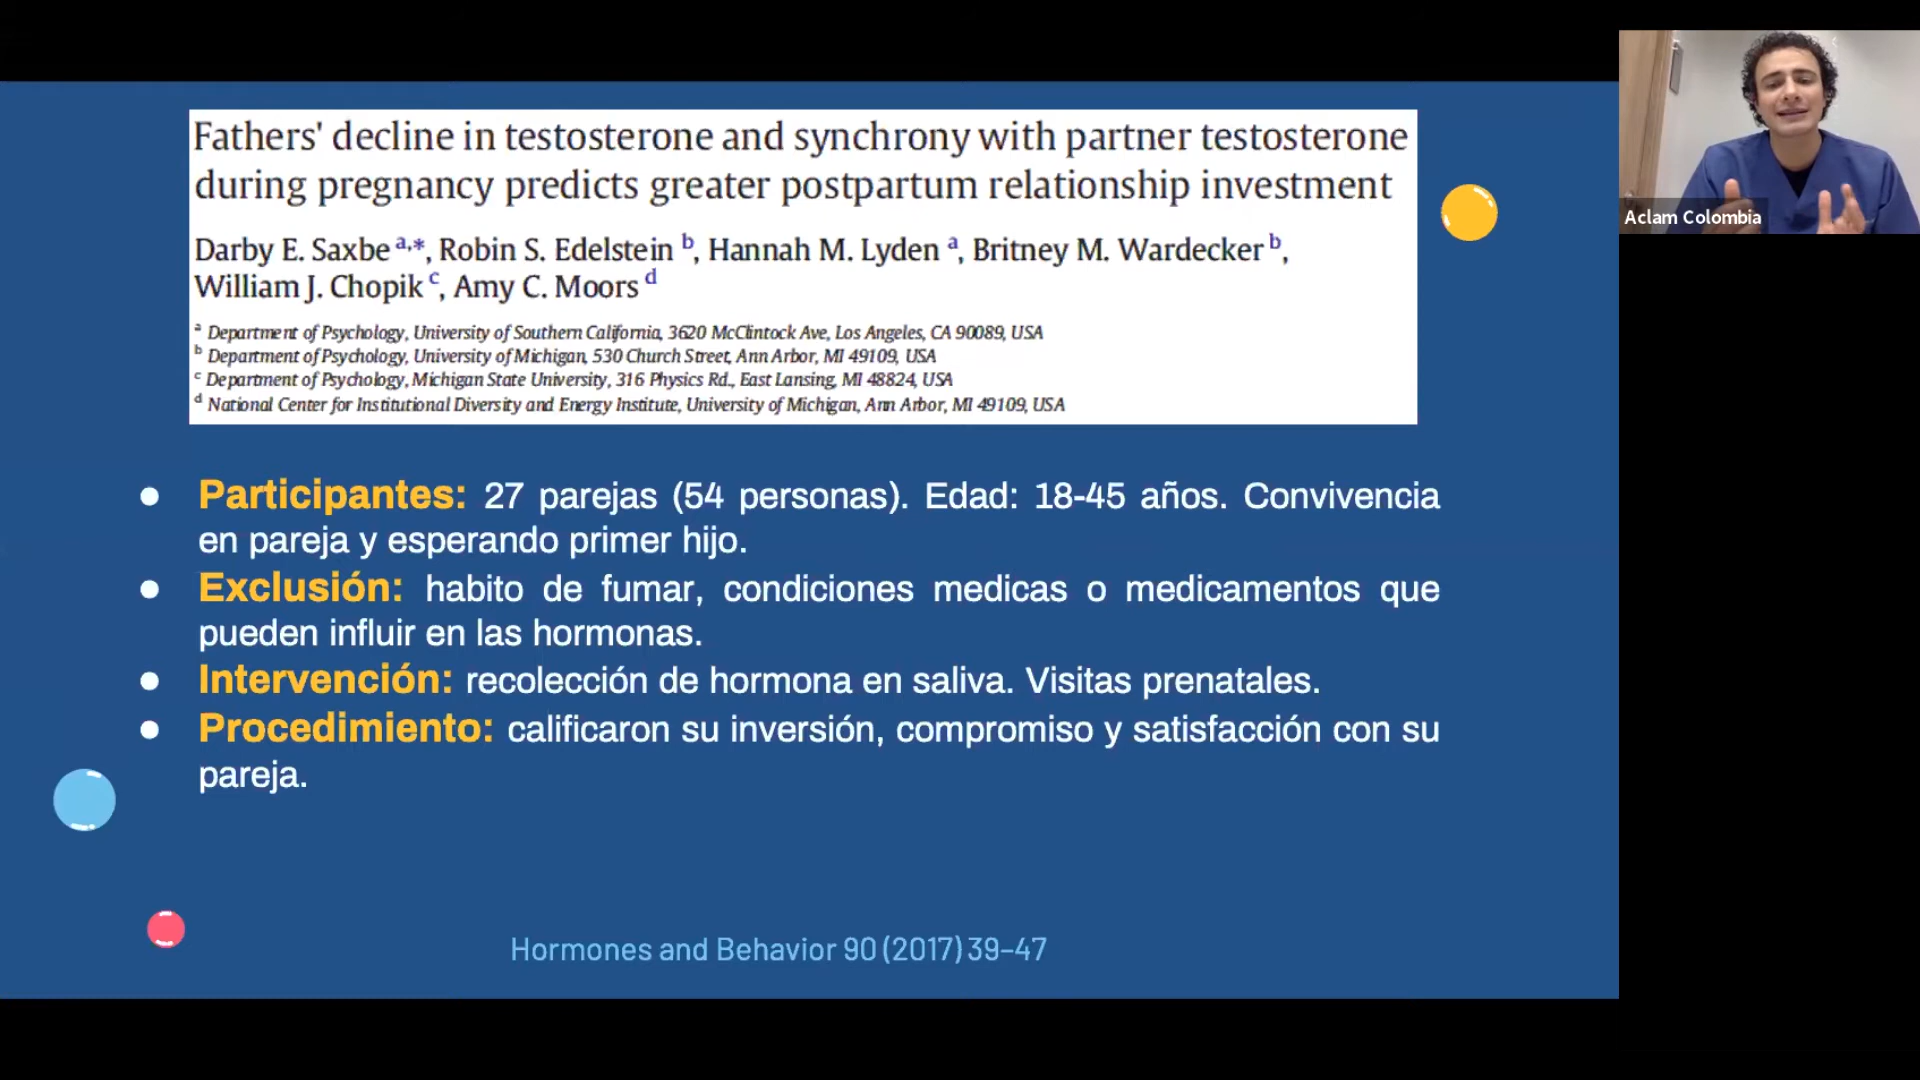 Fathers' decline in testosterone and synchrony with partner testosterone
during pregnancy predicts greater postpartum relationship investment
Darby E. Saxbe a,*, Robin S. Edelstein b, Hannah M. Lyden a, Britney M. Wardecker b,
William J. Chopik c, Amy C. Moors d
a Department of Psychology, University of Southern California, 3620 McClintock Ave, Los Angeles, CA 90089, USA
b Department of Psychology, University of Michigan, 530 Church Street, Ann Arbor, MI 49109, USA
c Department of Psychology, Michigan State University, 316 Physics Rd., East Lansing, MI 48824, USA
d National Center for Institutional Diversity and Energy Institute, University of Michigan, Ann Arbor, MI 49109, USA
Aclam Colombia
● Participantes: 27 parejas (54 personas). Edad: 18-45 años. Convivencia
en pareja y esperando primer hijo.
● Exclusión: habito de fumar, condiciones medicas o medicamentos que
pueden influir en las hormonas.
● Intervención: recolección de hormona en saliva. Visitas prenatales.
● Procedimiento: calificaron su inversión, compromiso y satisfacción con su
pareja.
Hormones and Behavior 90 (2017) 39–47